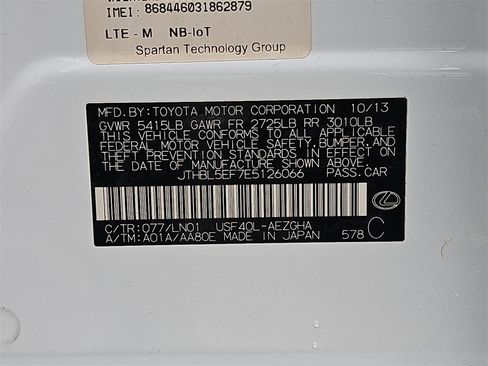 IMEI: 868446031862879
LTE - M NB-IoT
Spartan Technology Group
MFD.BY:TOYOTA MOTOR CORPORATION 10/13
GVWR 5415LB GAWR FR 2725LB RR 3010LB
THIS VEHICLE CONFORMS TO ALL APPLICABLE
FEDERAL MOTOR VEHICLE SAFETY,BUMPER,AND
THEFT PREVENTION STANDARDS IN EFFECT ON
THE DATE OF MANUFACTURE SHOWN ABOVE.
JTHBL5EF7E5126066 PASS.CAR
C/TR:077/LN01 USF40L-AEZGHA
A/TM:A01A/AA80E MADE IN JAPAN 578 C